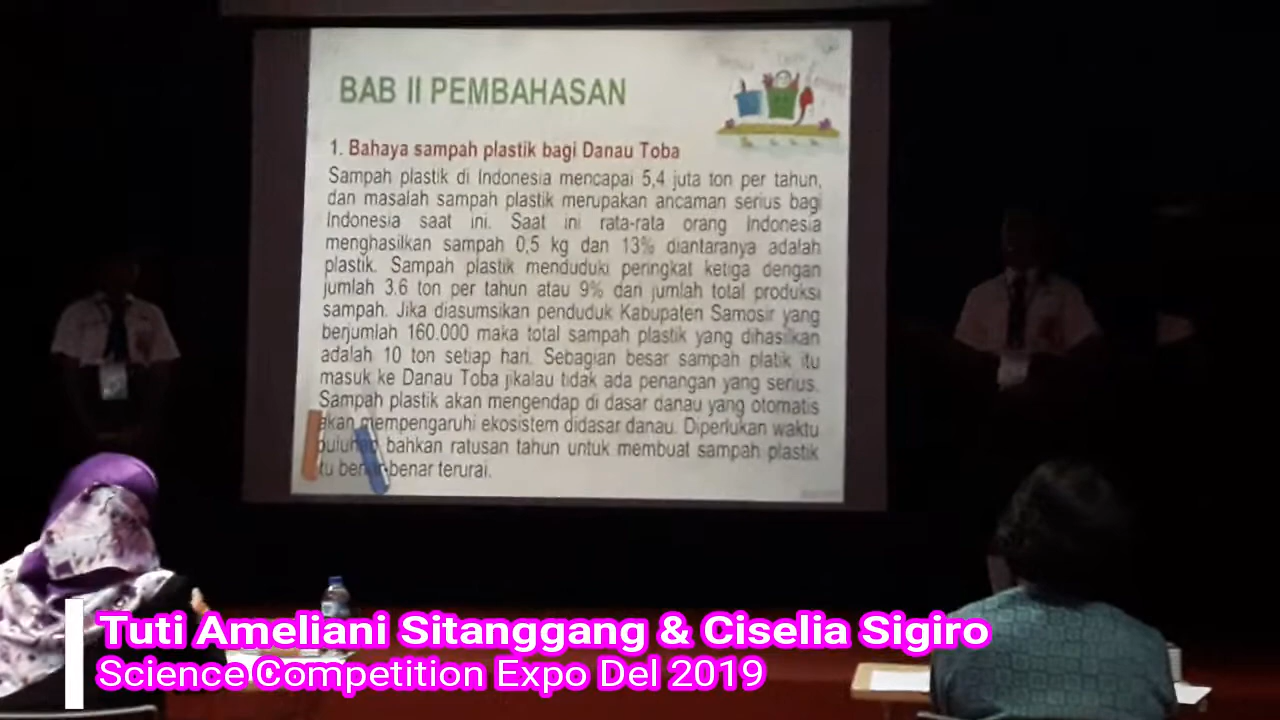 BAB II PEMBAHASAN
1. Bahaya sampah plastik bagi Danau Toba
Sampah plastik di Indonesia mencapai 5,4 juta ton per tahun,
dan masalah sampah plastik merupakan ancaman serius bagi
Indonesia saat ini. Saat ini rata-rata orang Indonesia
menghasilkan sampah 0,5 kg dan 13% diantaranya adalah
plastik. Sampah plastik menduduki peringkat ketiga dengan
jumlah 3.6 ton per tahun atau 9% dan jumlah total produksi
sampah. Jika diasumsikan penduduk Kabupaten Samosir yang
berjumlah 160.000 maka total sampah plastik yang dihasilkan
adalah 10 ton setiap hari. Sebagian besar sampah platik itu
masuk ke Danau Toba jikalau tidak ada penangan yang serius.
Sampah plastik akan mengendap di dasar danau yang otomatis
akan mempengaruhi ekosistem didasar danau. Diperlukan waktu
puluhan bahkan ratusan tahun untuk membuat sampah plastik
itu benar-benar terurai.
Tuti Ameliani Sitanggang & Ciselia Sigiro
Science Competition Expo Del 2019